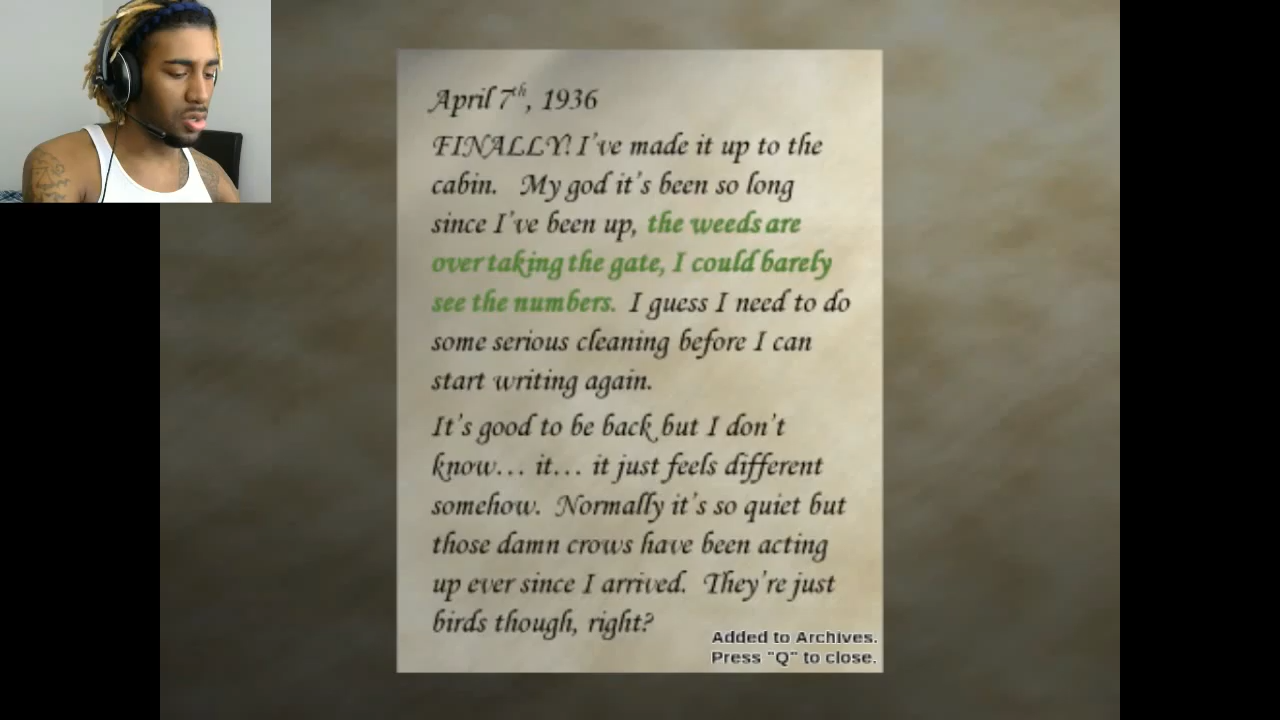 April 7th, 1936
FINALLY! I've made it up to the
cabin. My god it's been so long
since I've been up, the weeds are
overtaking the gate, I could barely
see the numbers. I guess I need to do
some serious cleaning before I can
start writing again.
It's good to be back but I don't
know... it... it just feels different
somehow. Normally it's so quiet but
those damn crows have been acting
up ever since I arrived. They're just
birds though, right?
Added to Archives.
Press "Q" to close.